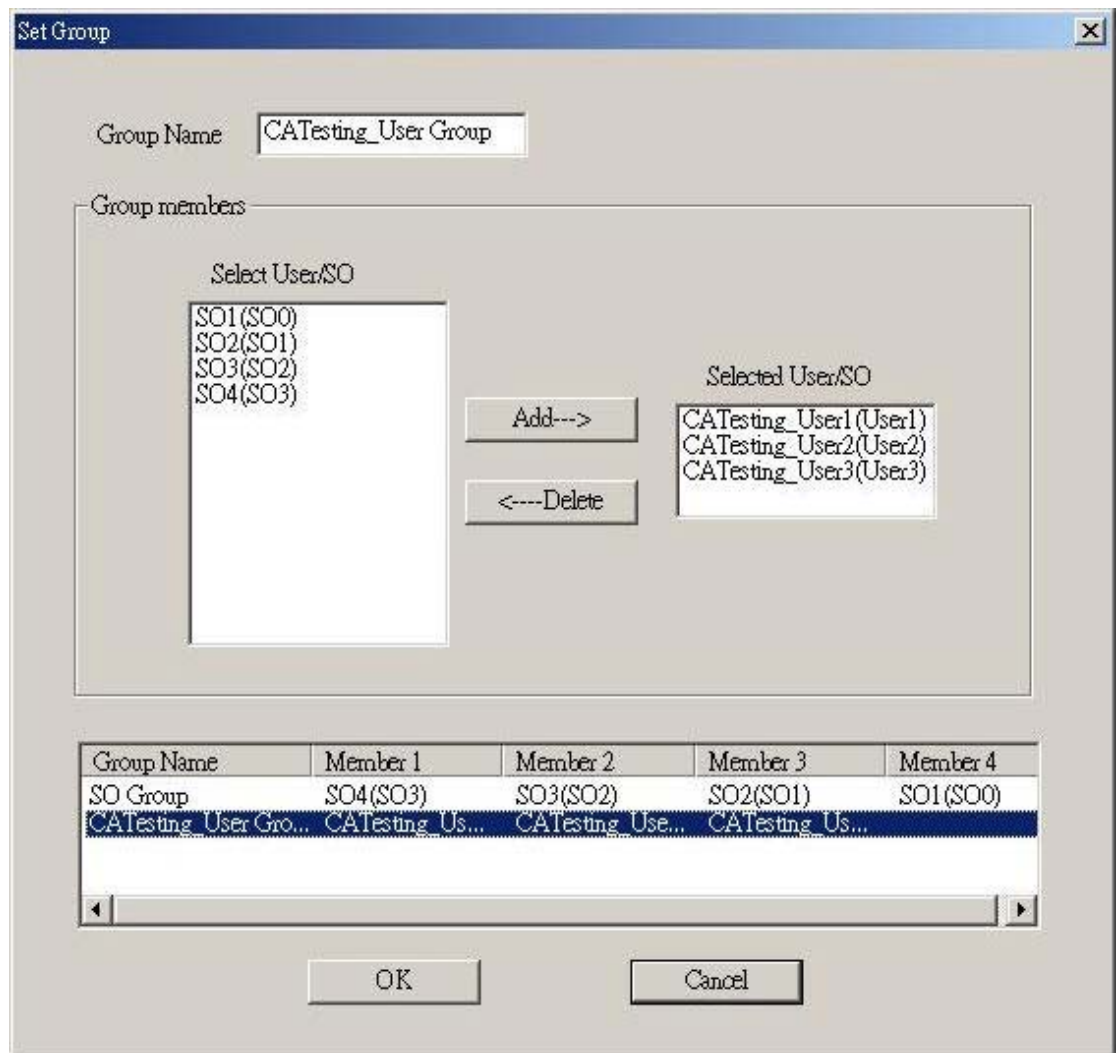 Set Group
Group Name CATesting_User Group
Group members
Select User/SO
SO1(SO0)
SO2(SO1)
SO3(SO2)
SO4(SO3)
Add--->
<----Delete
Selected User/SO
CATesting_User1(User1)
CATesting_User2(User2)
CATesting_User3(User3)
Group Name Member 1 Member 2 Member 3 Member 4
SO Group SO4(SO3) SO3(SO2) SO2(SO1) SO1(SO0)
CATesting_User Gro... CATesting_Us... CATesting_Use... CATesting_Us...
OK Cancel